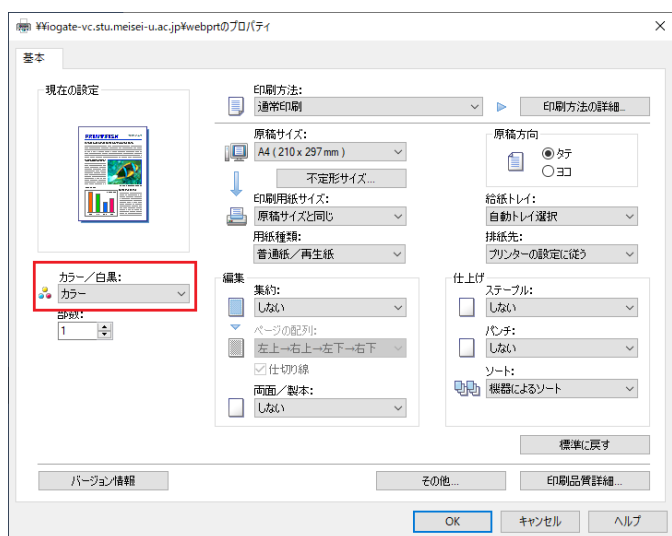 ¥¥iogate-vc.stu.meisei-u.ac.jp¥webprtのプロパティ
基本
現在の設定
カラー／白黒:
カラー
部数:
1
印刷方法:
通常印刷
印刷方法の詳細...
原稿サイズ:
A4 ( 210 x 297 mm )
不定形サイズ...
印刷用紙サイズ:
原稿サイズと同じ
用紙種類:
普通紙／再生紙
原稿方向
タテ
ヨコ
給紙トレイ:
自動トレイ選択
排紙先:
プリンターの設定に従う
編集
集約:
しない
ページの配列:
左上→右上→左下→右下
仕切り線
両面／製本:
しない
仕上げ
ステープル:
しない
パンチ:
しない
ソート:
機器によるソート
標準に戻す
バージョン情報
その他...
印刷品質詳細...
OK
キャンセル
ヘルプ